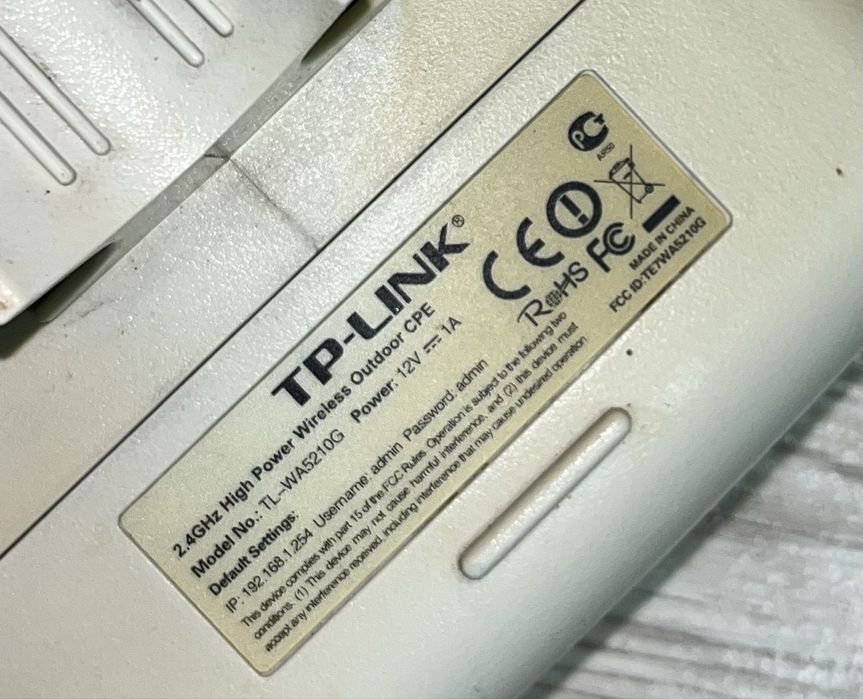 TP-LINK®
2.4GHz High Power Wireless Outdoor CPE
Model No.: TL-WA5210G Power: 12V ⎓ 1A
Default Settings:
IP: 192.168.1.254 Username: admin Password: admin
This device complies with part 15 of the FCC Rules. Operation is subject to the following two
conditions. (1) This device may not cause harmful interference, and (2) this device must
accept any interference received, including interference that may cause undesired operation
РСТ
АЯ50
CE
RoHS
FC
MADE IN CHINA
FCC ID:TE7WA5210G